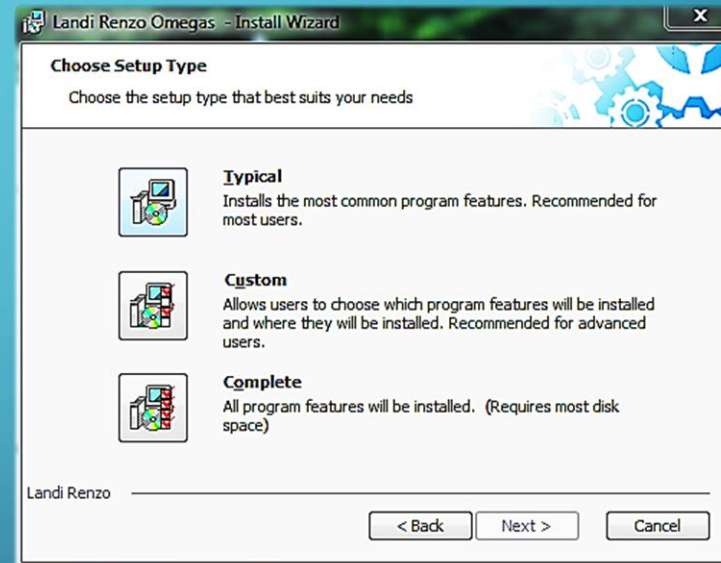 Landi Renzo Omegas - Install Wizard
X
Choose Setup Type
Choose the setup type that best suits your needs
Typical
Installs the most common program features. Recommended for
most users.
Custom
Allows users to choose which program features will be installed
and where they will be installed. Recommended for advanced
users.
Complete
All program features will be installed. (Requires most disk
space)
Landi Renzo
< Back Next > Cancel